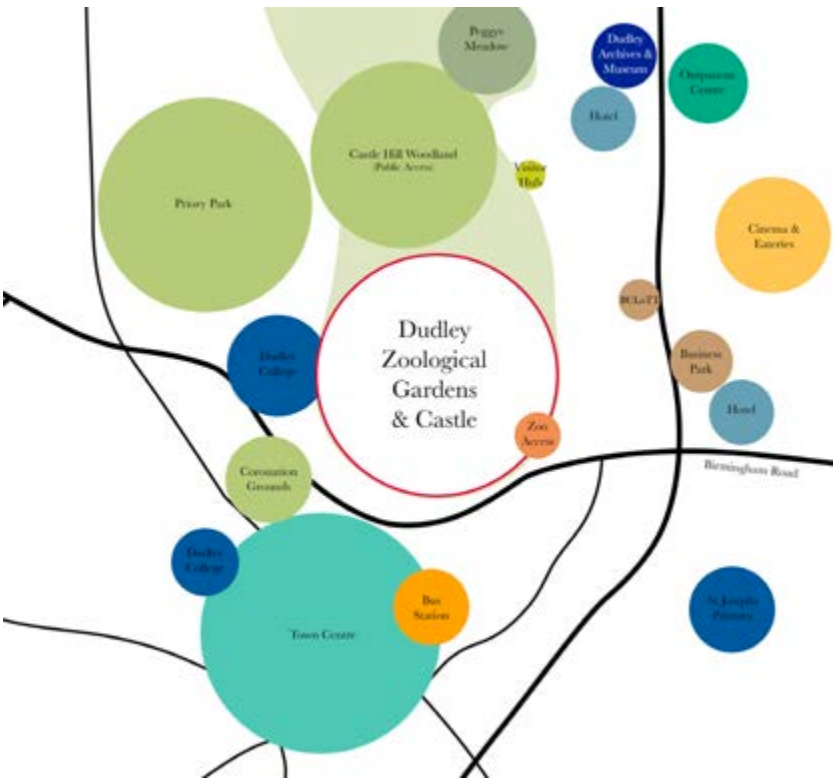 Peggys
Meadow
Dudley
Archives &
Museum
Outpatient
Centre
Hotel
Castle Hill Woodland
(Public Access)
Visitor
Hub
Priory Park
Cinema &
Eateries
Dudley
Zoological
Gardens
& Castle
Dudley
College
Business
Park
Hotel
Zoo
Access
Birmingham Road
Coronation
Grounds
Dudley
College
Bus
Station
Town Centre
St Josephs
Primary